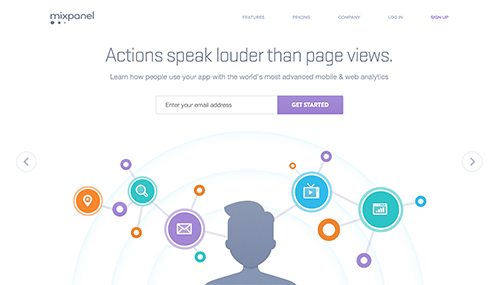 mixpanel
FEATURES PRICING COMPANY LOG IN SIGN UP
Actions speak louder than page views.
Learn how people use your app with the world's most advanced mobile & web analytics
Enter your email address GET STARTED